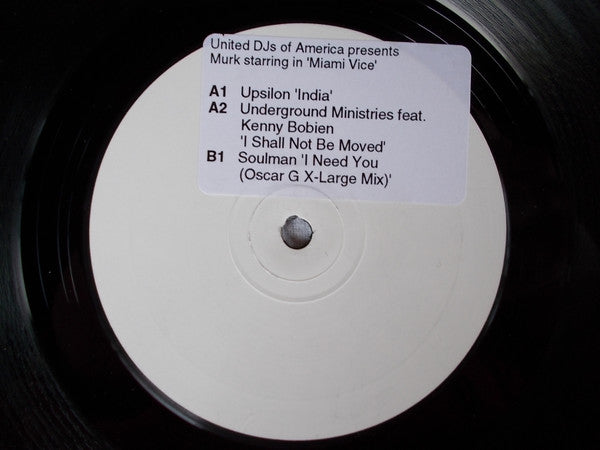 United DJs of America presents
Murk starring in 'Miami Vice'
A1 Upsilon 'India'
A2 Underground Ministries feat.
Kenny Bobien
'I Shall Not Be Moved'
B1 Soulman 'I Need You
(Oscar G X-Large Mix)'